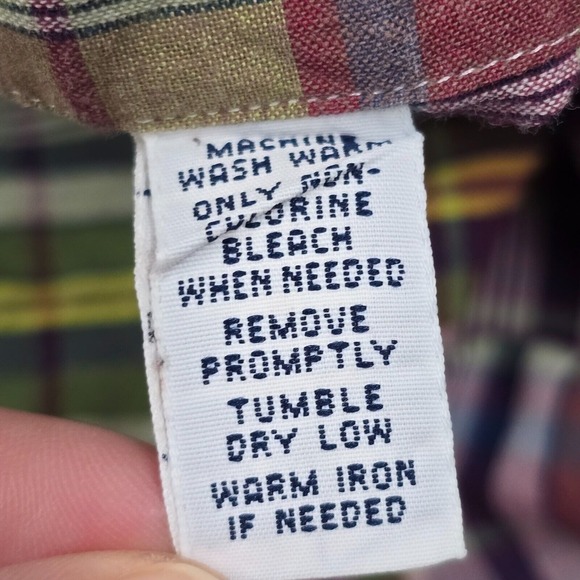 MACHINE
WASH WARM
ONLY NON-
CHLORINE
BLEACH
WHEN NEEDED
REMOVE
PROMPTLY
TUMBLE
DRY LOW
WARM IRON
IF NEEDED